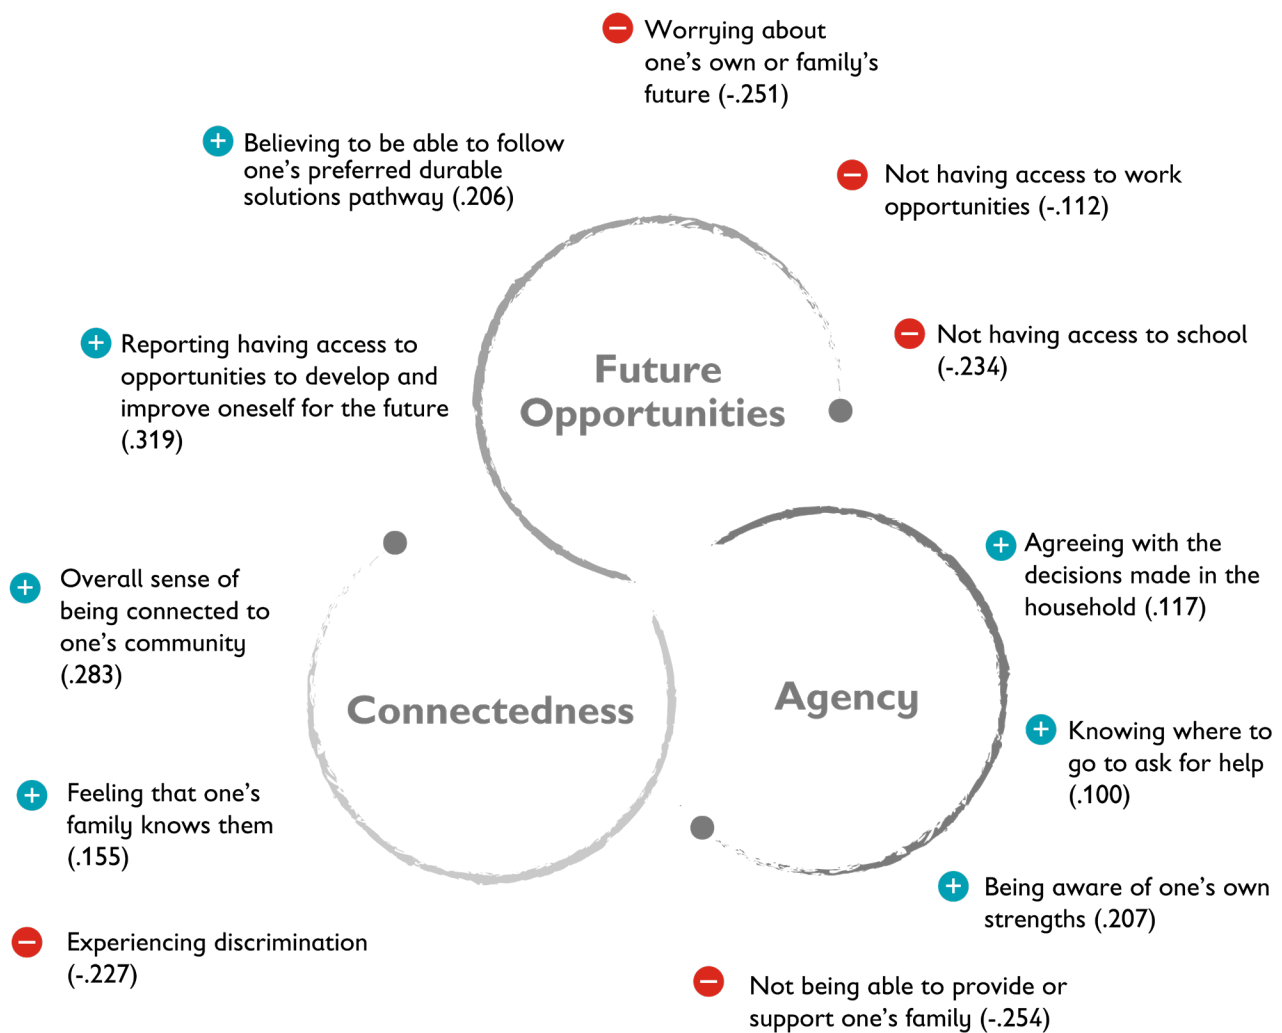 Worrying about
one's own or family's
future (-.251)
Believing to be able to follow
one's preferred durable
solutions pathway (.206)
Not having access to work
opportunities (-.112)
Reporting having access to
opportunities to develop and
improve oneself for the future
(.319)
Not having access to school
(-.234)
Future
Opportunities
Overall sense of
being connected to
one's community
(.283)
Agreeing with the
decisions made in the
household (.117)
Connectedness
Agency
Knowing where to
go to ask for help
(.100)
Feeling that one's
family knows them
(.155)
Being aware of one's own
strengths (.207)
Experiencing discrimination
(-.227)
Not being able to provide or
support one's family (-.254)